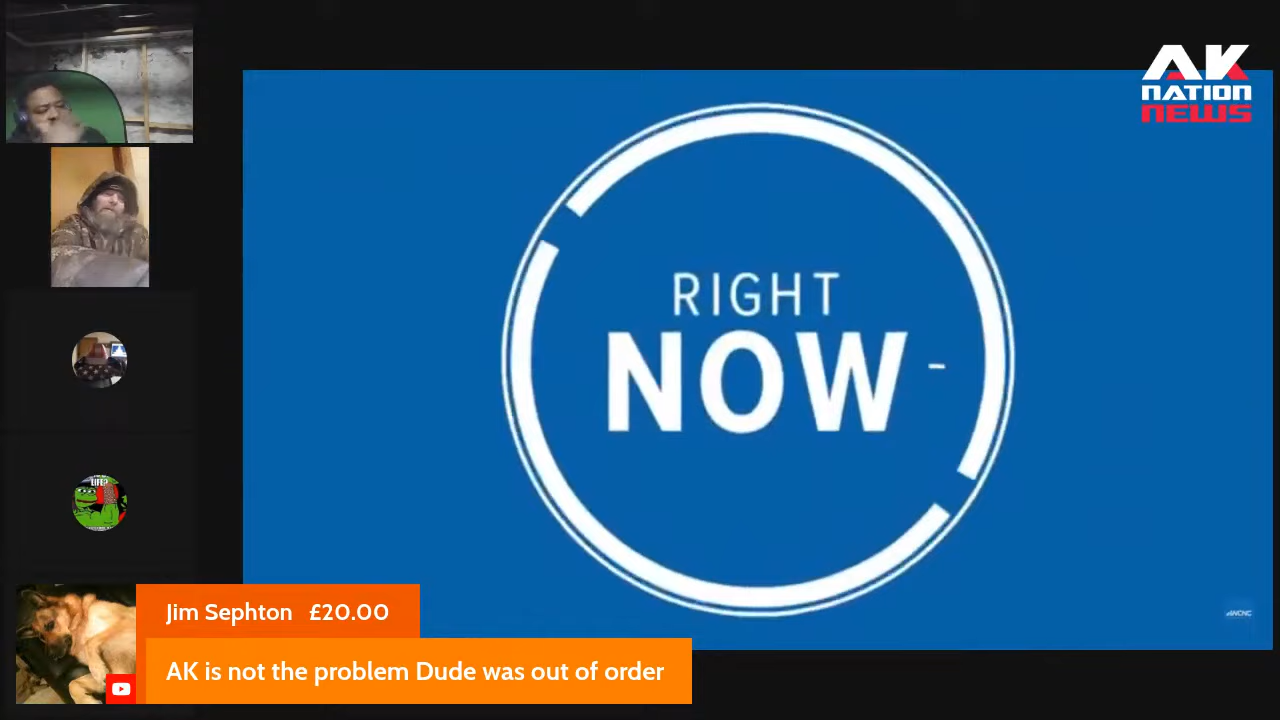 AK
NATION
NEWS
RIGHT
NOW
LIFE?
Jim Sephton £20.00
AK is not the problem Dude was out of order